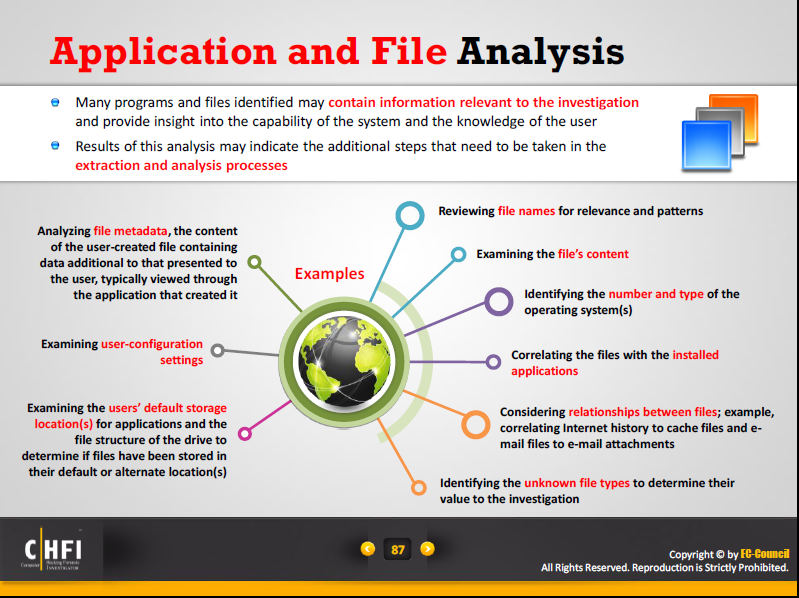 Application and File Analysis
Many programs and files identified may contain information relevant to the investigation
and provide insight into the capability of the system and the knowledge of the user
Results of this analysis may indicate the additional steps that need to be taken in the
extraction and analysis processes
Examples
Analyzing file metadata, the content
of the user-created file containing
data additional to that presented to
the user, typically viewed through
the application that created it
Examining user-configuration
settings
Examining the users’ default storage
location(s) for applications and the
file structure of the drive to
determine if files have been stored in
their default or alternate location(s)
Reviewing file names for relevance and patterns
Examining the file’s content
Identifying the number and type of the
operating system(s)
Correlating the files with the installed
applications
Considering relationships between files; example,
correlating Internet history to cache files and e-
mail files to e-mail attachments
Identifying the unknown file types to determine their
value to the investigation
CHFI
Computer Hacking Forensic
INVESTIGATOR
87
Copyright © by EC-Council
All Rights Reserved. Reproduction is Strictly Prohibited.